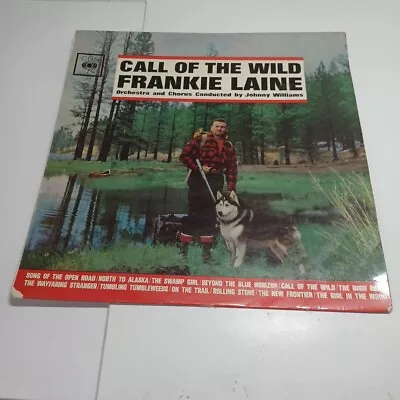 CBS
CALL OF THE WILD
FRANKIE LAINE
Orchestra and Chorus Conducted by Johnny Williams
SONG OF THE OPEN ROAD/NORTH TO ALASKA/THE SWAMP GIRL/BEYOND THE BLUE HORIZON/CALL OF THE WILD/THE HIGH
THE WAYFARING STRANGER/TUMBLING TUMBLEWEEDS/ON THE TRAIL/ROLLING STONE/THE NEW FRONTIER/THE GIRL IN THE WOOD